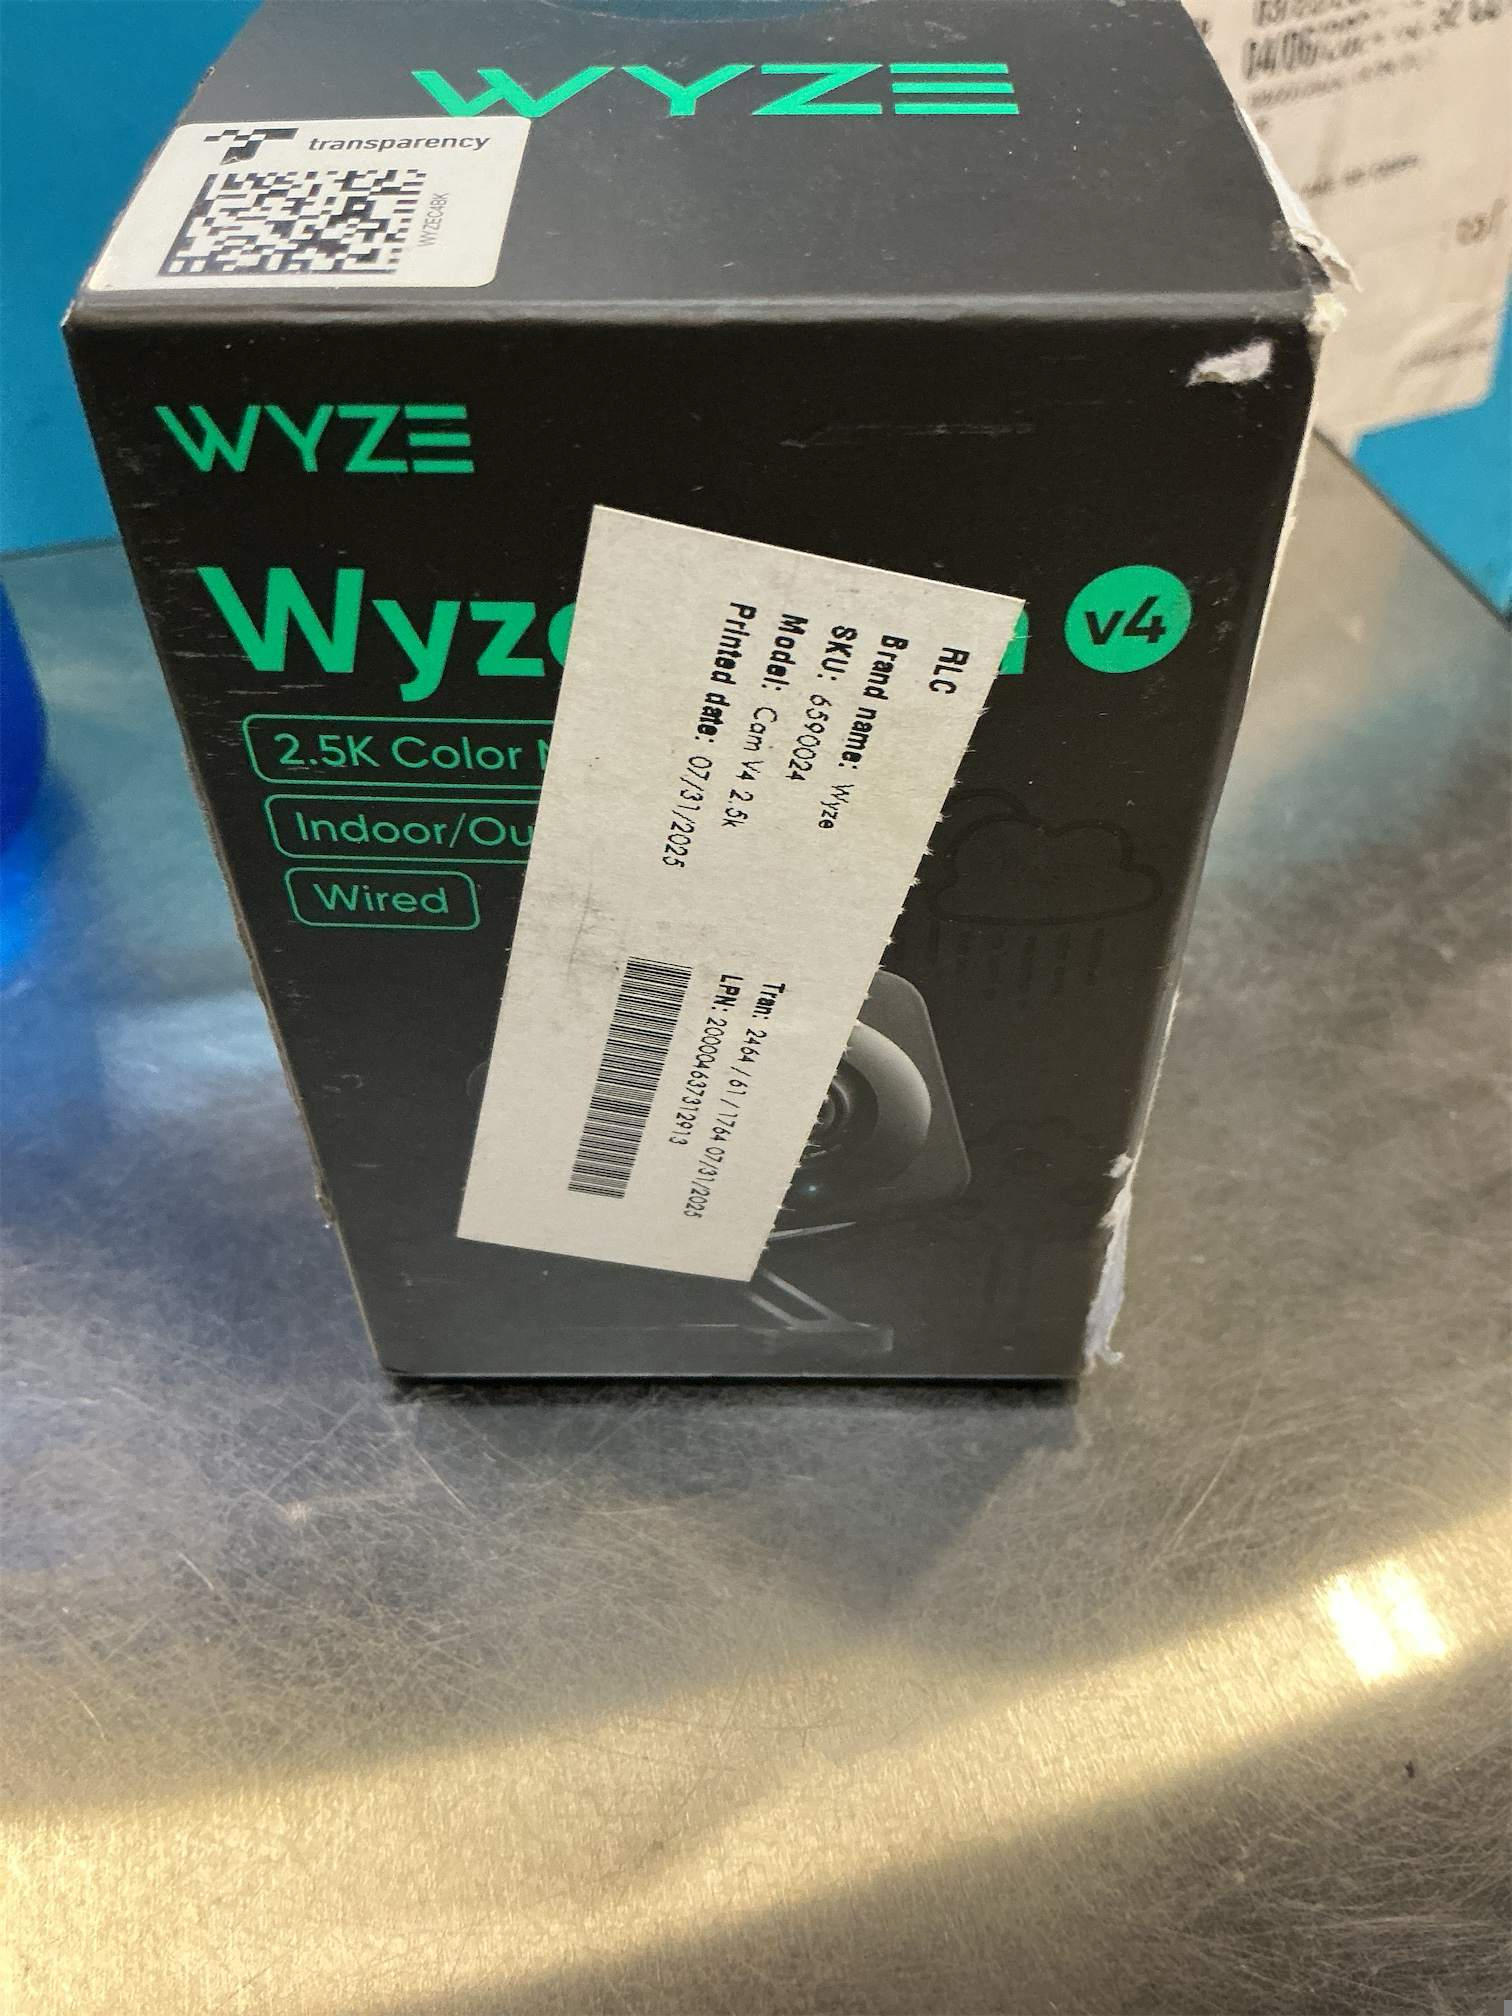 WYZE
transparency
WYZEC4BK
WYZE
Wyze
v4
2.5K Color
Indoor/Ou
Wired
RLC
Brand name: Wyze
SKU: 6590024
Model: Cam V4 2.5k
Printed date: 07/31/2025
Tran: 2464 / 61 / 1764 07/31/2025
LPN: 200004637312913